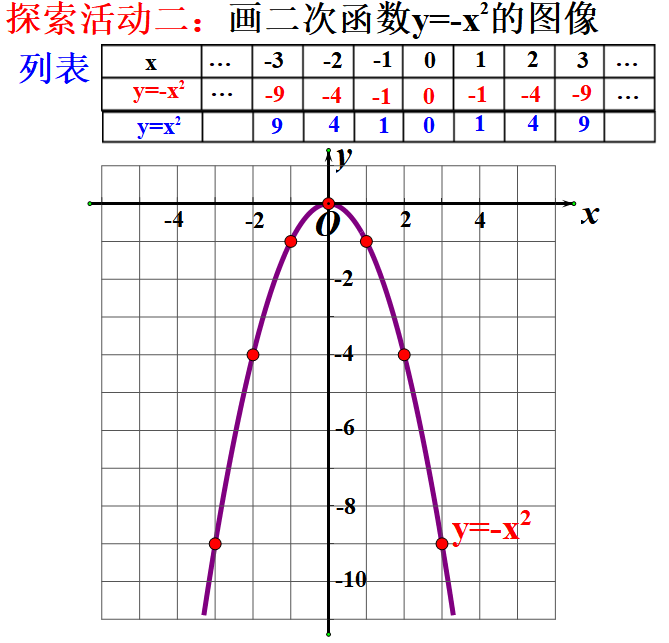 探索活动二：画二次函数y=-x²的图像
列表 x … -3 -2 -1 0 1 2 3 …
y=-x² … -9 -4 -1 0 -1 -4 -9 …
y=x² 9 4 1 0 1 4 9
y
-4 -2 O 2 4 x
-2
-4
-6
-8
y=-x²
-10